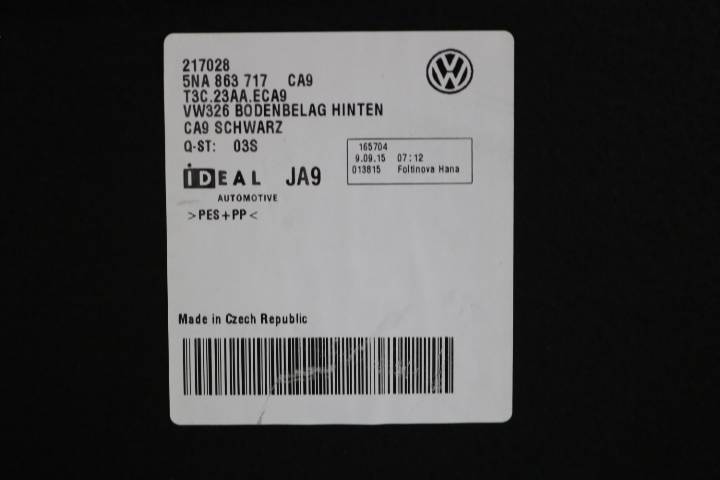 217028
5NA 863 717 CA9
T3C.23AA.ECA9
VW326 BODENBELAG HINTEN
CA9 SCHWARZ
Q-ST: 03S
165704
9.09.15 07:12
013815 Foltinova Hana
IDEAL JA9
AUTOMOTIVE
>PES+PP<
Made in Czech Republic